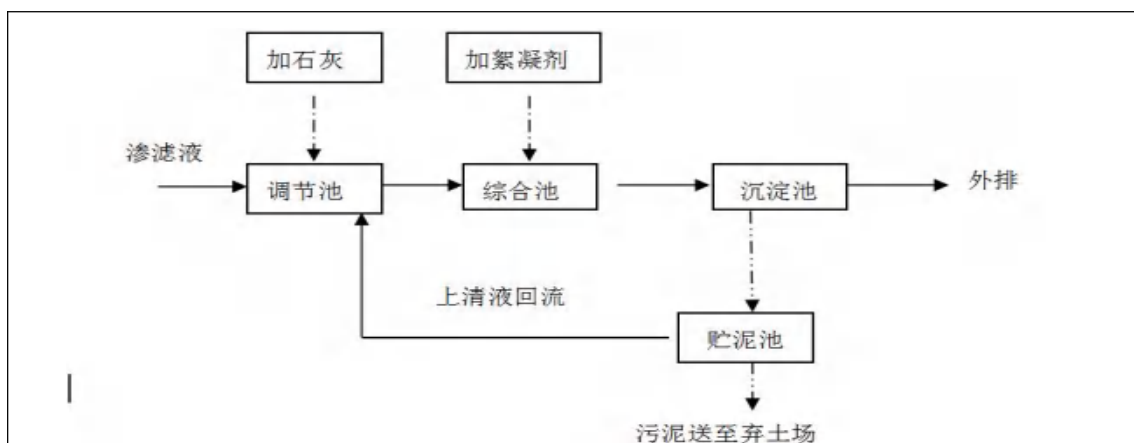 加石灰
加絮凝剂
渗滤液
调节池
综合池
沉淀池
外排
上清液回流
贮泥池
污泥送至弃土场